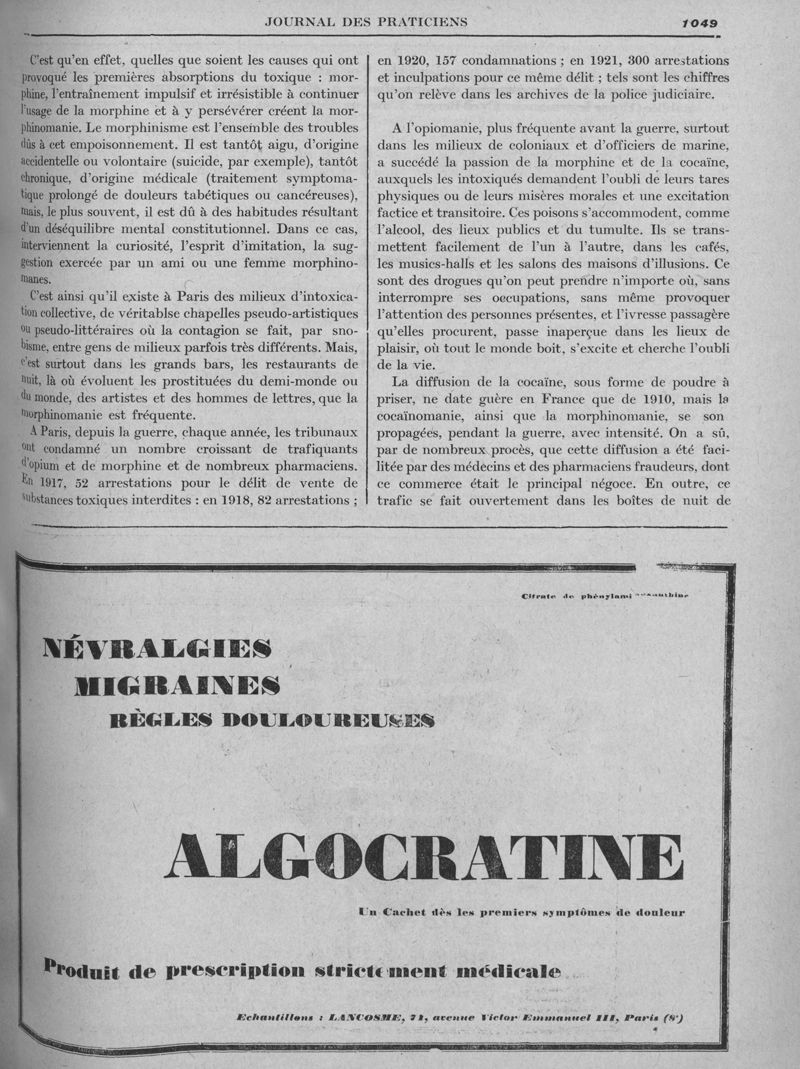 JOURNAL DES PRATICIENS 1049
C'est qu'en effet, quelles que soient les causes qui ont
provoqué les premières absorptions du toxique : mor-
phine, l'entraînement impulsif et irrésistible à continuer
l'usage de la morphine et à y persévérer créent la mor-
phinomanie. Le morphinisme est l'ensemble des troubles
dûs à cet empoisonnement. Il est tantôt aigu, d'origine
accidentelle ou volontaire (suicide, par exemple), tantôt
chronique, d'origine médicale (traitement symptoma-
tique prolongé de douleurs tabétiques ou cancéreuses),
mais, le plus souvent, il est dû à des habitudes résultant
d'un déséquilibre mental constitutionnel. Dans ce cas,
interviennent la curiosité, l'esprit d'imitation, la sug-
gestion exercée par un ami ou une femme morphino-
manes.
C'est ainsi qu'il existe à Paris des milieux d'intoxica-
tion collective, de véritablse chapelles pseudo-artistiques
ou pseudo-littéraires où la contagion se fait, par sno-
bisme, entre gens de milieux parfois très différents. Mais,
c'est surtout dans les grands bars, les restaurants de
nuit, là où évoluent les prostituées du demi-monde ou
du monde, des artistes et des hommes de lettres, que la
morphinomanie est fréquente.
A Paris, depuis la guerre, chaque année, les tribunaux
ont condamné un nombre croissant de trafiquants
d'opium et de morphine et de nombreux pharmaciens.
En 1917, 52 arrestations pour le délit de vente de
substances toxiques interdites : en 1918, 82 arrestations ;
en 1920, 157 condamnations ; en 1921, 300 arrestations
et inculpations pour ce même délit ; tels sont les chiffres
qu'on relève dans les archives de la police judiciaire.
A l'opiomanie, plus fréquente avant la guerre, surtout
dans les milieux de coloniaux et d'officiers de marine,
a succédé la passion de la morphine et de la cocaïne,
auxquels les intoxiqués demandent l'oubli de leurs tares
physiques ou de leurs misères morales et une excitation
factice et transitoire. Ces poisons s'accommodent, comme
l'alcool, des lieux publics et du tumulte. Ils se trans-
mettent facilement de l'un à l'autre, dans les cafés,
les musics-halls et les salons des maisons d'illusions. Ce
sont des drogues qu'on peut prendre n'importe où, sans
interrompre ses occupations, sans même provoquer
l'attention des personnes présentes, et l'ivresse passagère
qu'elles procurent, passe inaperçue dans les lieux de
plaisir, où tout le monde boit, s'excite et cherche l'oubli
de la vie.
La diffusion de la cocaïne, sous forme de poudre à
priser, ne date guère en France que de 1910, mais la
cocaïnomanie, ainsi que la morphinomanie, se son
propagées, pendant la guerre, avec intensité. On a sû,
par de nombreux procès, que cette diffusion a été faci-
litée par des médecins et des pharmaciens fraudeurs, dont
ce commerce était le principal négoce. En outre, ce
trafic se fait ouvertement dans les boîtes de nuit de
Citrate de
NÉVRALGIES
MIGRAINES
RÈGLES DOULOUREUSES
ALGOCRATINE
Un Cachet dès les premiers symptômes de douleur
Produit de prescription strictement médicale
Echantillons : LANCOSME, 71, avenue Victor Emmanuel III, Paris (8°)